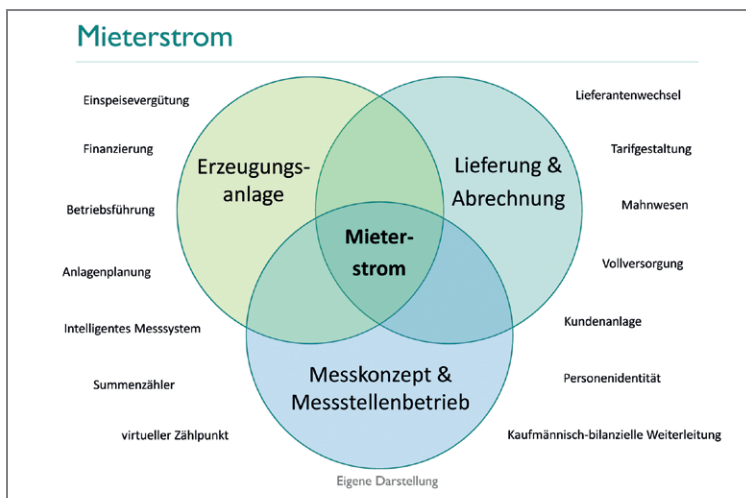 Mieterstrom
Einspeisevergütung
Finanzierung
Betriebsführung
Anlagenplanung
Intelligentes Messsystem
Summenzähler
virtueller Zählpunkt
Erzeugungs-
anlage
Lieferung &
Abrechnung
Mieter-
strom
Messkonzept &
Messstellenbetrieb
Lieferantenwechsel
Tarifgestaltung
Mahnwesen
Vollversorgung
Kundenanlage
Personenidentität
Kaufmännisch-bilanzielle Weiterleitung
Eigene Darstellung